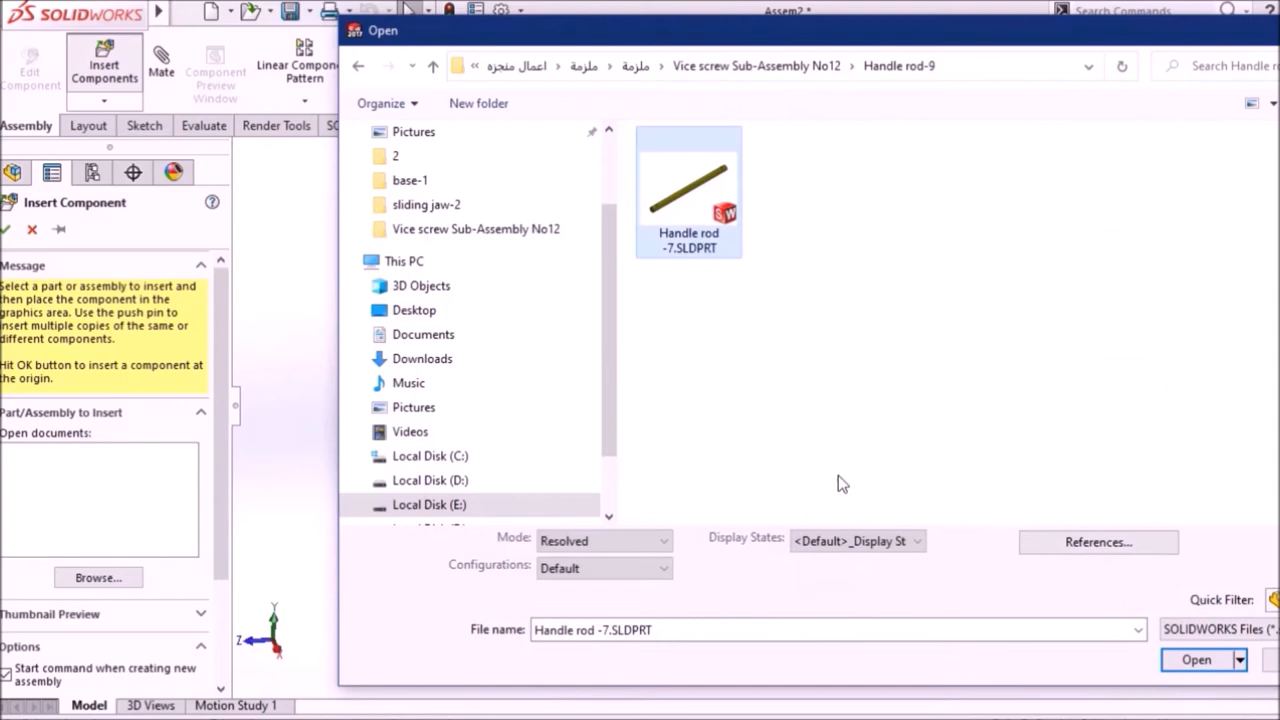 SOLIDWORKS
Assem2 *
Search Commands
Edit
Component
Insert
Components
Mate
Component
Preview
Window
Linear Component
Pattern
Assembly
Layout
Sketch
Evaluate
Render Tools
Insert Component
Message
Select a part or assembly to insert and
then place the component in the
graphics area. Use the push pin to
insert multiple copies of the same or
different components.
Hit OK button to insert a component at
the origin.
Part/Assembly to Insert
Open documents:
Browse...
Thumbnail Preview
Options
Start command when creating new
assembly
Model
3D Views
Motion Study 1
Y
Z
X
2017
Open
« اعمال منجزه › ملزمة › ملزمة › Vice screw Sub-Assembly No12 › Handle rod-9
Search Handle r
Organize
New folder
Pictures
2
base-1
sliding jaw-2
Vice screw Sub-Assembly No12
This PC
3D Objects
Desktop
Documents
Downloads
Music
Pictures
Videos
Local Disk (C:)
Local Disk (D:)
Local Disk (E:)
SW
Handle rod
-7.SLDPRT
Mode:
Resolved
Display States:
<Default>_Display St
References...
Configurations:
Default
Quick Filter:
File name:
Handle rod -7.SLDPRT
SOLIDWORKS Files (*.
Open